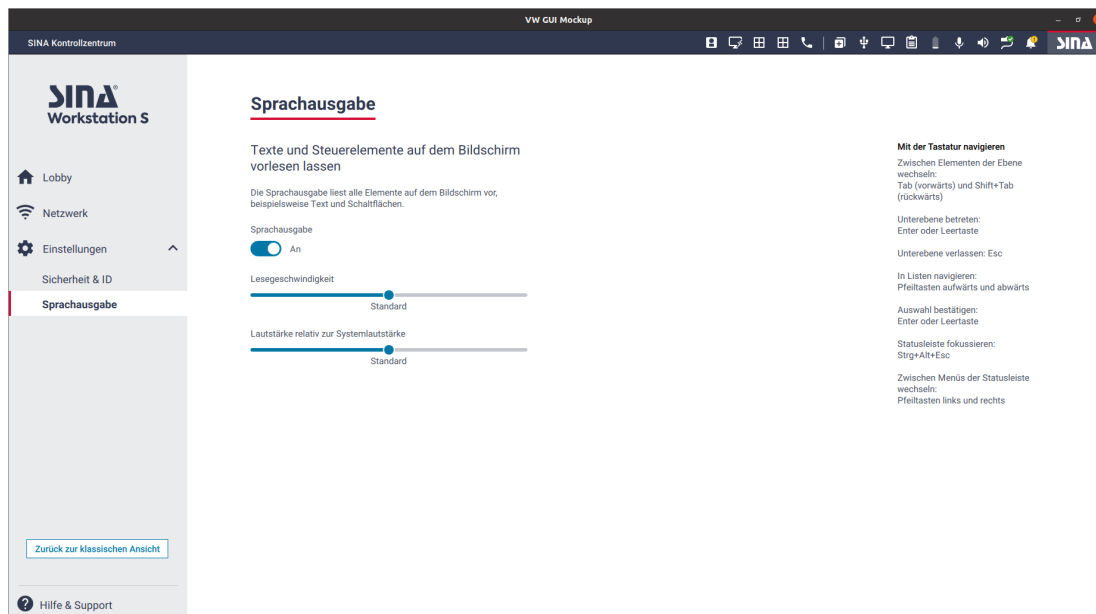 VW GUI Mockup
SINA Kontrollzentrum
SINA
SINA®
Workstation S
Lobby
Netzwerk
Einstellungen
Sicherheit & ID
Sprachausgabe
Zurück zur klassischen Ansicht
Hilfe & Support
Sprachausgabe
Texte und Steuerelemente auf dem Bildschirm
vorlesen lassen
Die Sprachausgabe liest alle Elemente auf dem Bildschirm vor,
beispielsweise Text und Schaltflächen.
Sprachausgabe
An
Lesegeschwindigkeit
Standard
Lautstärke relativ zur Systemlautstärke
Standard
Mit der Tastatur navigieren
Zwischen Elementen der Ebene
wechseln:
Tab (vorwärts) und Shift+Tab
(rückwärts)
Unterebene betreten:
Enter oder Leertaste
Unterebene verlassen: Esc
In Listen navigieren:
Pfeiltasten aufwärts und abwärts
Auswahl bestätigen:
Enter oder Leertaste
Statusleiste fokussieren:
Strg+Alt+Esc
Zwischen Menüs der Statusleiste
wechseln:
Pfeiltasten links und rechts